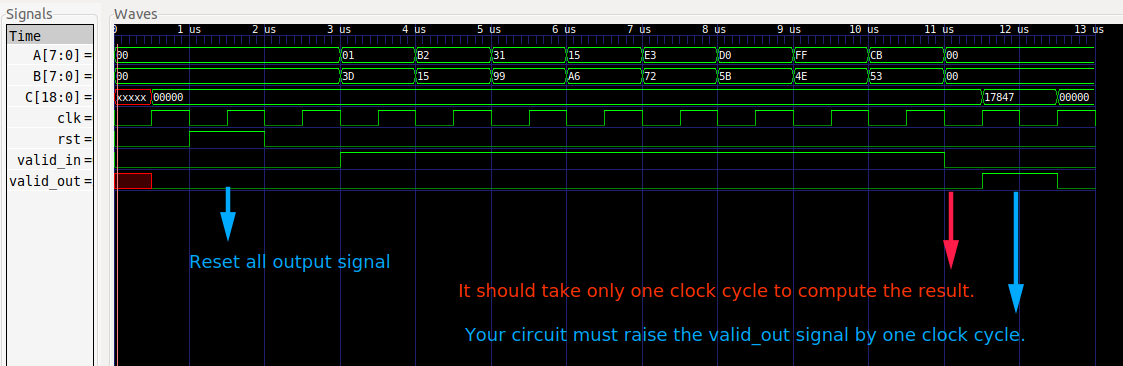 Signals Waves
Time 0 1 us 2 us 3 us 4 us 5 us 6 us 7 us 8 us 9 us 10 us 11 us 12 us 13 us
A[7:0] = 00 01 B2 31 15 E3 D0 FF CB 00
B[7:0] = 00 3D 15 99 A6 72 5B 4E 53 00
C[18:0] = xxxxx 00000 17847 00000
clk =
rst =
valid_in =
valid_out =
Reset all output signal
It should take only one clock cycle to compute the result.
Your circuit must raise the valid_out signal by one clock cycle.